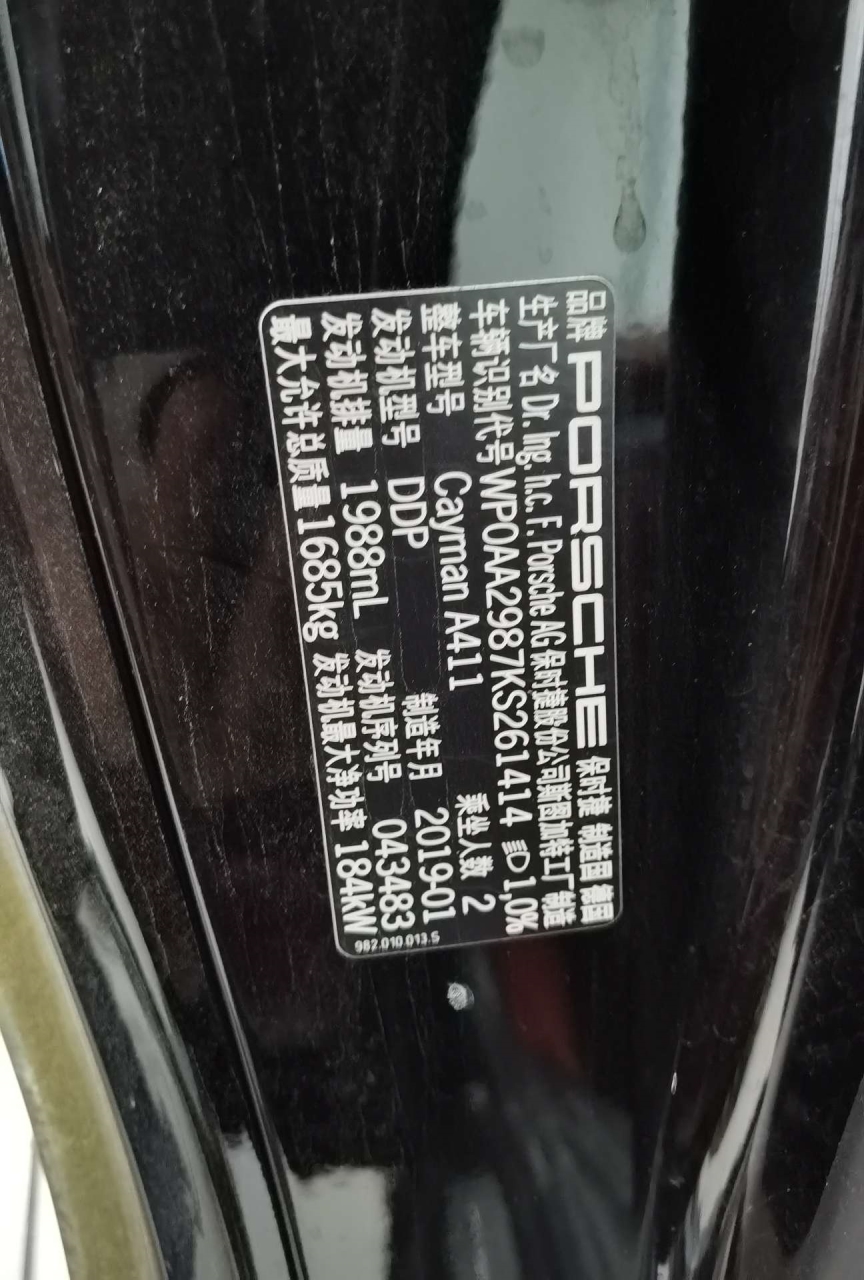 品牌 PORSCHE 保时捷 制造国 德国
生产厂名 Dr. Ing. h.c. F. Porsche AG 保时捷股份公司斯图加特工厂 制造
车辆识别代号 WP0AA2987KS261414 1,0%
整车型号 Cayman A411 乘坐人数 2
发动机型号 DDP 制造年月 2019-01
发动机排量 1988mL 发动机序列号 043483
最大允许总质量 1685kg 发动机最大净功率 184kW
982.010.013.S